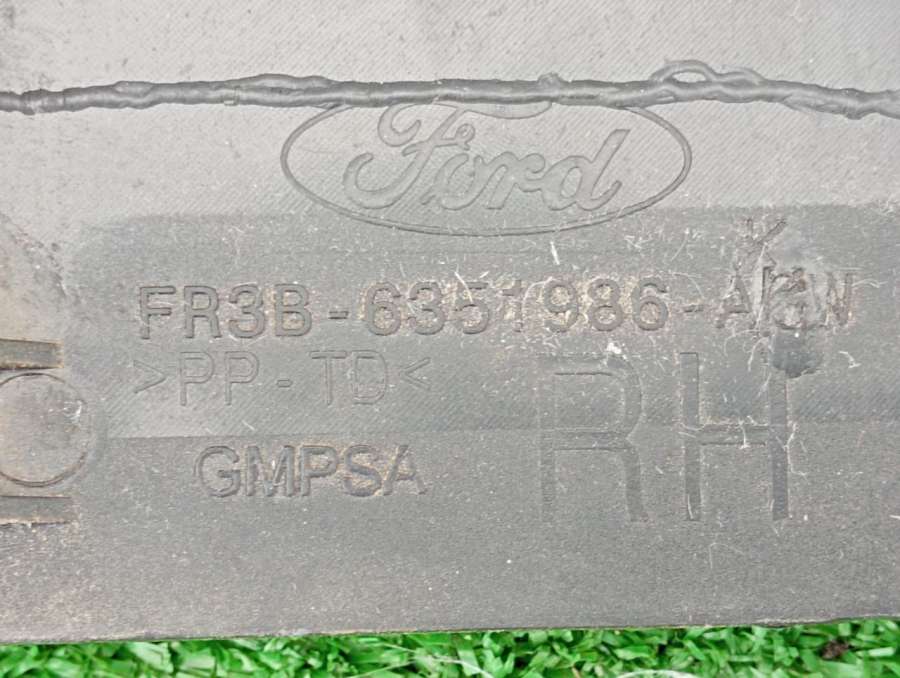 Ford
FR3B-6351986-
>PP-TD<
RH
GMPSA